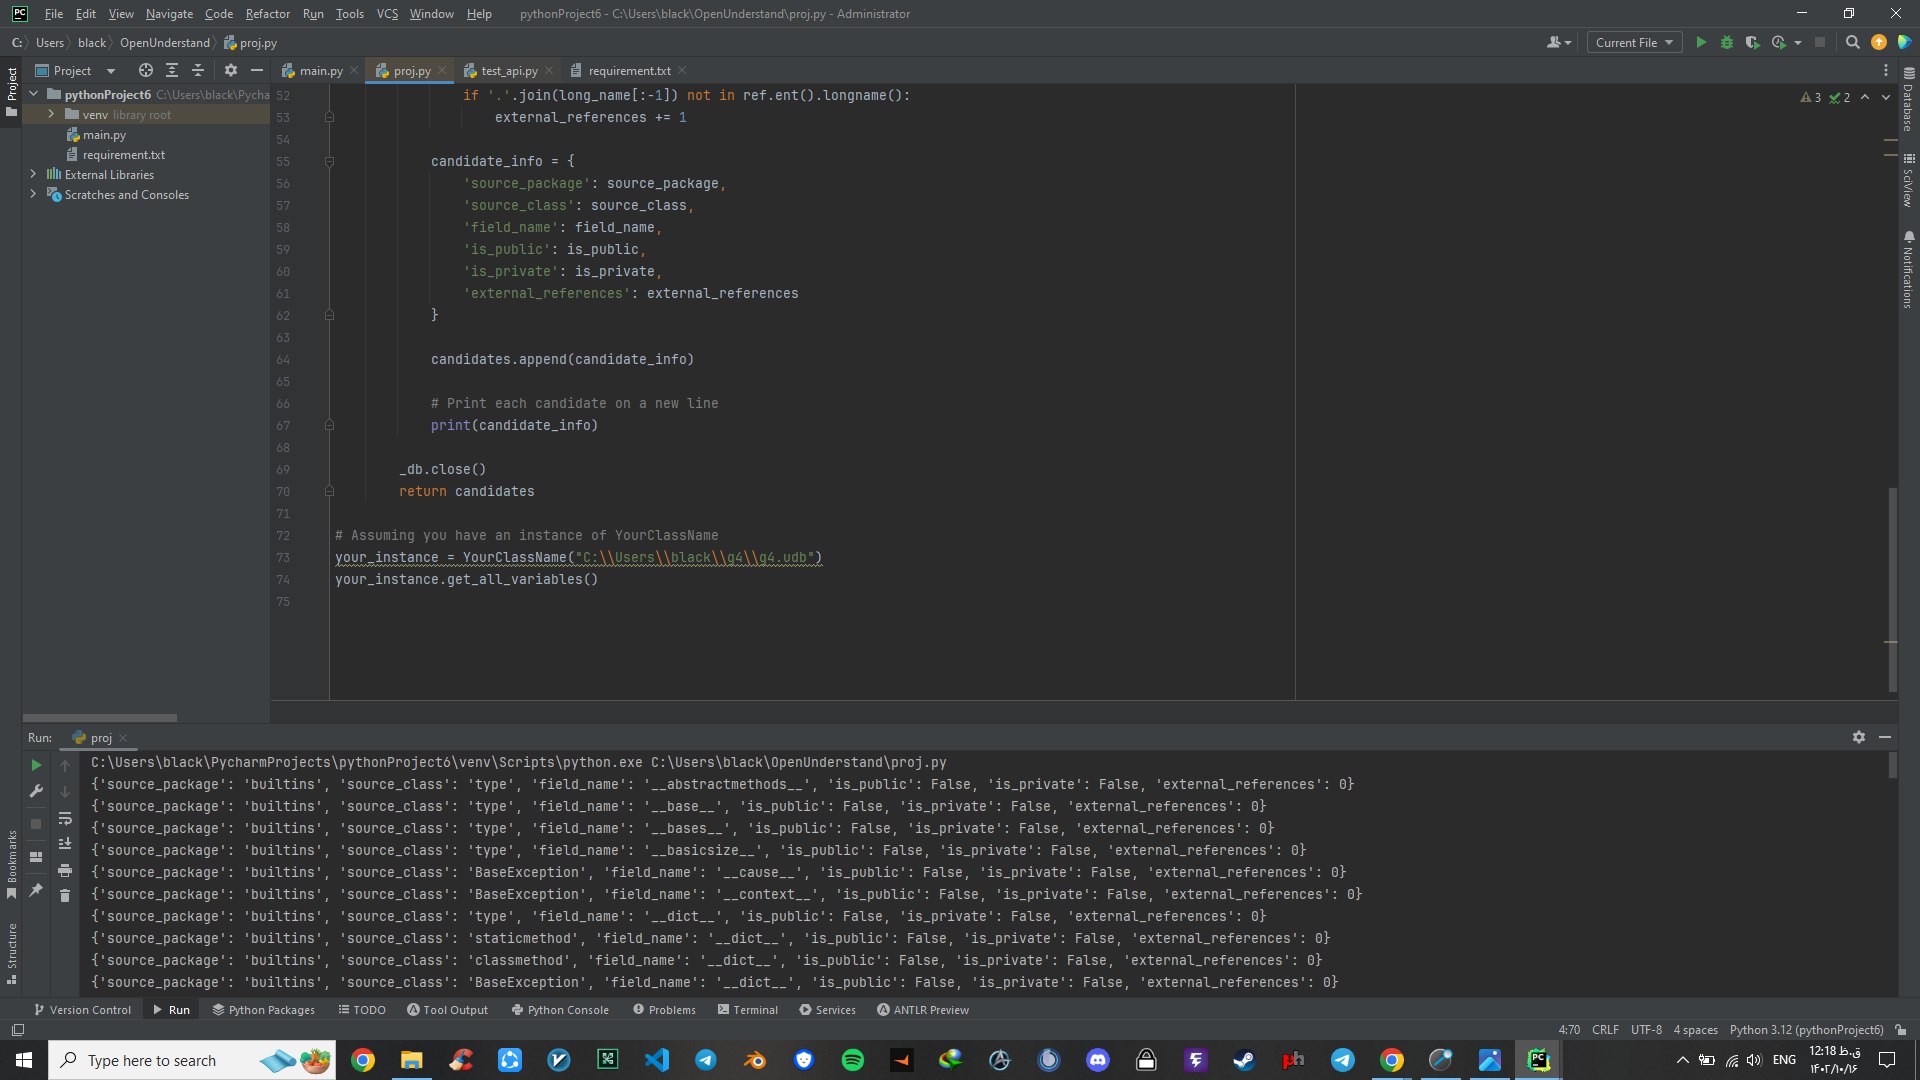 File Edit View Navigate Code Refactor Run Tools VCS Window Help pythonProject6 - C:\Users\black\OpenUnderstand\proj.py - Administrator
C: Users black OpenUnderstand proj.py Current File
Project main.py proj.py test_api.py requirement.txt
Project
pythonProject6 C:\Users\black\Pycha
venv library root
main.py
requirement.txt
External Libraries
Scratches and Consoles
3 2
Database
SciView
Notifications
52 if '.'.join(long_name[:-1]) not in ref.ent().longname():
53 external_references += 1
54
55 candidate_info = {
56 'source_package': source_package,
57 'source_class': source_class,
58 'field_name': field_name,
59 'is_public': is_public,
60 'is_private': is_private,
61 'external_references': external_references
62 }
63
64 candidates.append(candidate_info)
65
66 # Print each candidate on a new line
67 print(candidate_info)
68
69 _db.close()
70 return candidates
71
72 # Assuming you have an instance of YourClassName
73 your_instance = YourClassName("C:\\Users\\black\\g4\\g4.udb")
74 your_instance.get_all_variables()
75
Run: proj
C:\Users\black\PycharmProjects\pythonProject6\venv\Scripts\python.exe C:\Users\black\OpenUnderstand\proj.py
{'source_package': 'builtins', 'source_class': 'type', 'field_name': '__abstractmethods__', 'is_public': False, 'is_private': False, 'external_references': 0}
{'source_package': 'builtins', 'source_class': 'type', 'field_name': '__base__', 'is_public': False, 'is_private': False, 'external_references': 0}
{'source_package': 'builtins', 'source_class': 'type', 'field_name': '__bases__', 'is_public': False, 'is_private': False, 'external_references': 0}
{'source_package': 'builtins', 'source_class': 'type', 'field_name': '__basicsize__', 'is_public': False, 'is_private': False, 'external_references': 0}
{'source_package': 'builtins', 'source_class': 'BaseException', 'field_name': '__cause__', 'is_public': False, 'is_private': False, 'external_references': 0}
{'source_package': 'builtins', 'source_class': 'BaseException', 'field_name': '__context__', 'is_public': False, 'is_private': False, 'external_references': 0}
{'source_package': 'builtins', 'source_class': 'type', 'field_name': '__dict__', 'is_public': False, 'is_private': False, 'external_references': 0}
{'source_package': 'builtins', 'source_class': 'staticmethod', 'field_name': '__dict__', 'is_public': False, 'is_private': False, 'external_references': 0}
{'source_package': 'builtins', 'source_class': 'classmethod', 'field_name': '__dict__', 'is_public': False, 'is_private': False, 'external_references': 0}
{'source_package': 'builtins', 'source_class': 'BaseException', 'field_name': '__dict__', 'is_public': False, 'is_private': False, 'external_references': 0}
Bookmarks
Structure
Version Control Run Python Packages TODO Tool Output Python Console Problems Terminal Services ANTLR Preview
4:70 CRLF UTF-8 4 spaces Python 3.12 (pythonProject6)
Type here to search ENG 12:18 ق.ظ
۱۴۰۲/۱۰/۱۶